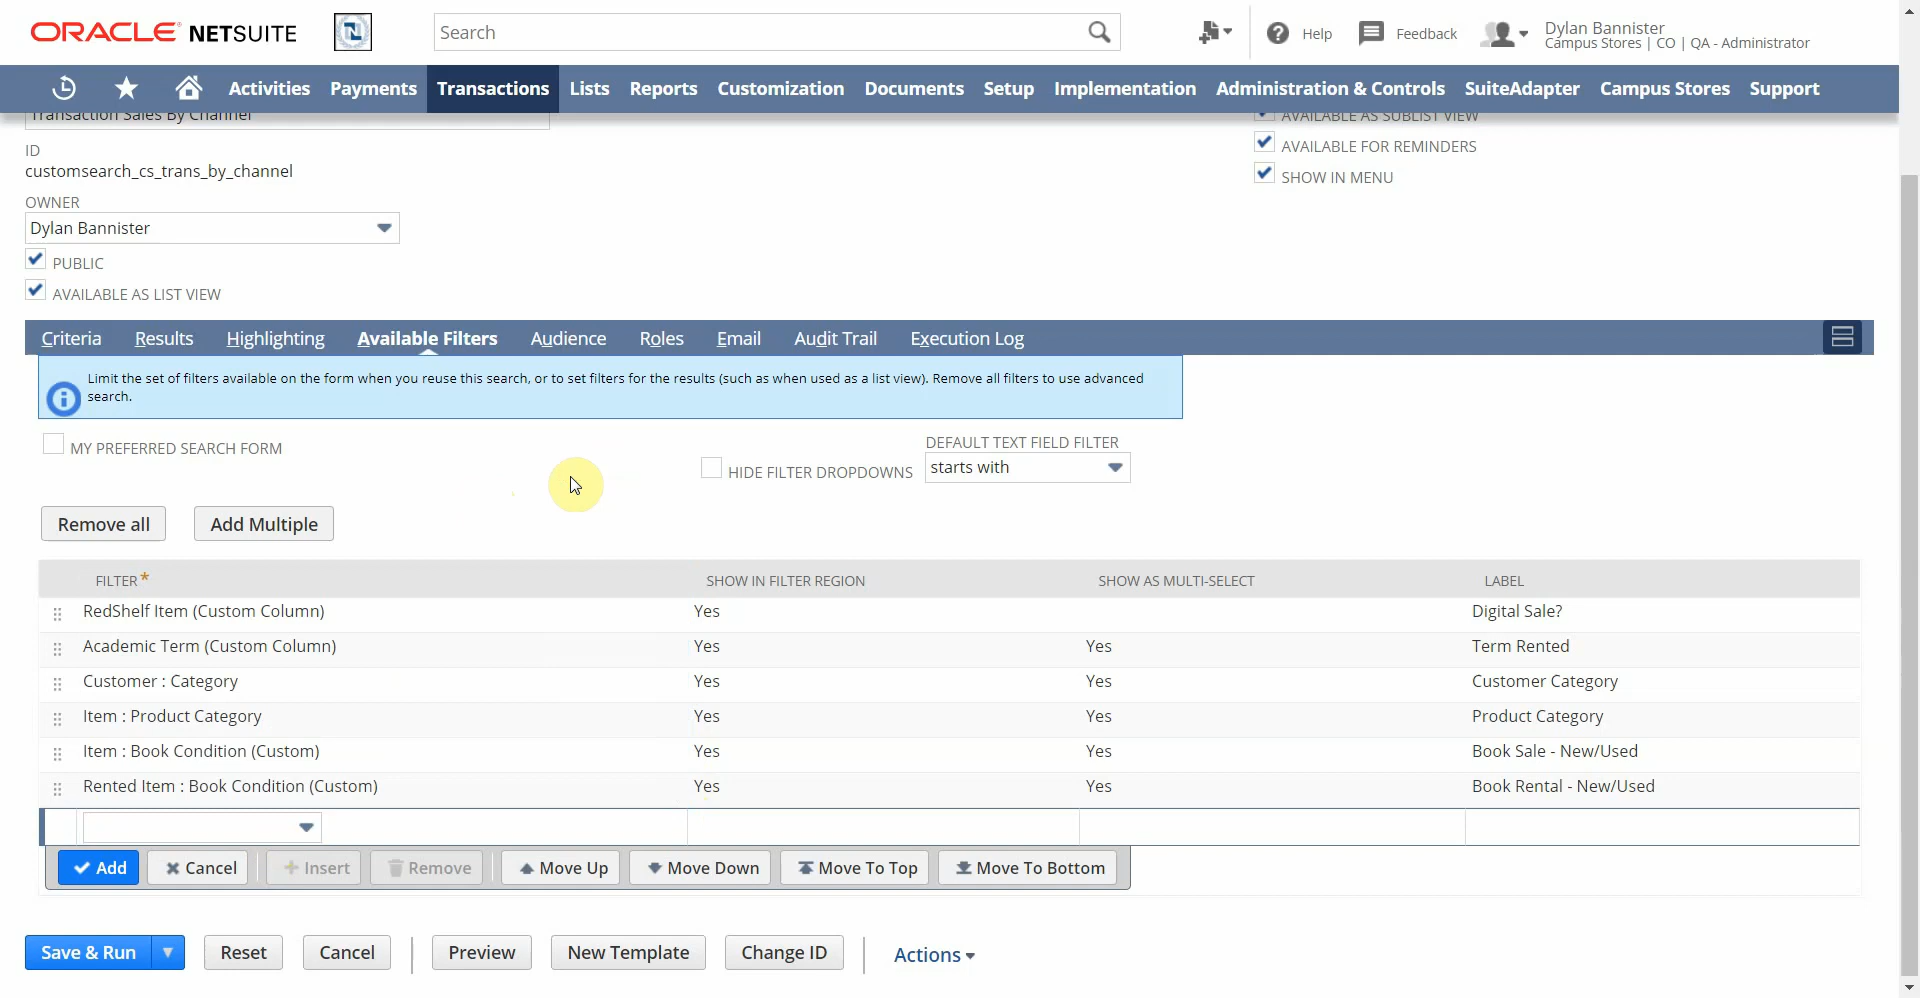 ORACLE NETSUITE
N
Search
Help
Feedback
Dylan Bannister
Campus Stores | CO | QA - Administrator
Activities Payments Transactions Lists Reports Customization Documents Setup Implementation Administration & Controls SuiteAdapter Campus Stores Support
Transaction Sales By Channel
AVAILABLE AS SUBLIST VIEW
ID
customsearch_cs_trans_by_channel
AVAILABLE FOR REMINDERS
SHOW IN MENU
OWNER
Dylan Bannister
PUBLIC
AVAILABLE AS LIST VIEW
Criteria Results Highlighting Available Filters Audience Roles Email Audit Trail Execution Log
Limit the set of filters available on the form when you reuse this search, or to set filters for the results (such as when used as a list view). Remove all filters to use advanced
search.
MY PREFERRED SEARCH FORM
HIDE FILTER DROPDOWNS
DEFAULT TEXT FIELD FILTER
starts with
Remove all Add Multiple
FILTER* SHOW IN FILTER REGION SHOW AS MULTI-SELECT LABEL
RedShelf Item (Custom Column) Yes Digital Sale?
Academic Term (Custom Column) Yes Yes Term Rented
Customer : Category Yes Yes Customer Category
Item : Product Category Yes Yes Product Category
Item : Book Condition (Custom) Yes Yes Book Sale - New/Used
Rented Item : Book Condition (Custom) Yes Yes Book Rental - New/Used
Add Cancel Insert Remove Move Up Move Down Move To Top Move To Bottom
Save & Run Reset Cancel Preview New Template Change ID Actions